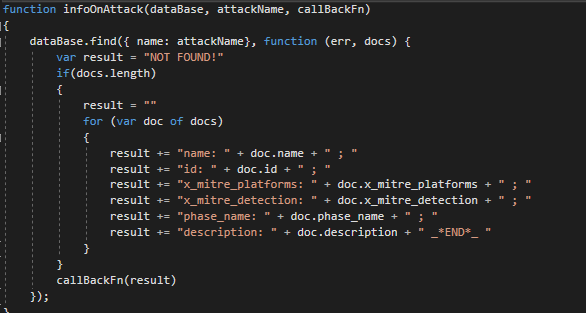 function infoOnAttack(dataBase, attackName, callBackFn)
{
    dataBase.find({ name: attackName}, function (err, docs) {
        var result = "NOT FOUND!"
        if(docs.length)
        {
            result = ""
            for (var doc of docs)
            {
                result += "name: " + doc.name + " ; "
                result += "id: " + doc.id + " ; "
                result += "x_mitre_platforms: " + doc.x_mitre_platforms + " ; "
                result += "x_mitre_detection: " + doc.x_mitre_detection + " ; "
                result += "phase_name: " + doc.phase_name + " ; "
                result += "description: " + doc.description + " _*END*_ "
            }
        }
        callBackFn(result)
    });
}